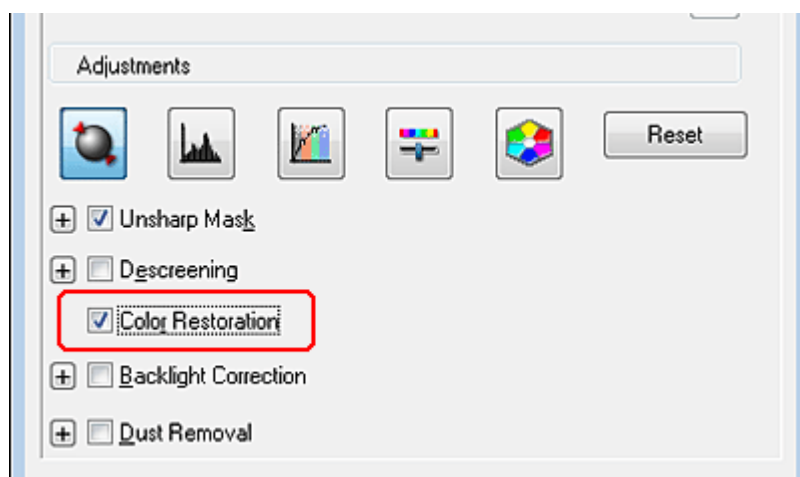 Adjustments
Reset
Unsharp Mask
Descreening
Color Restoration
Backlight Correction
Dust Removal